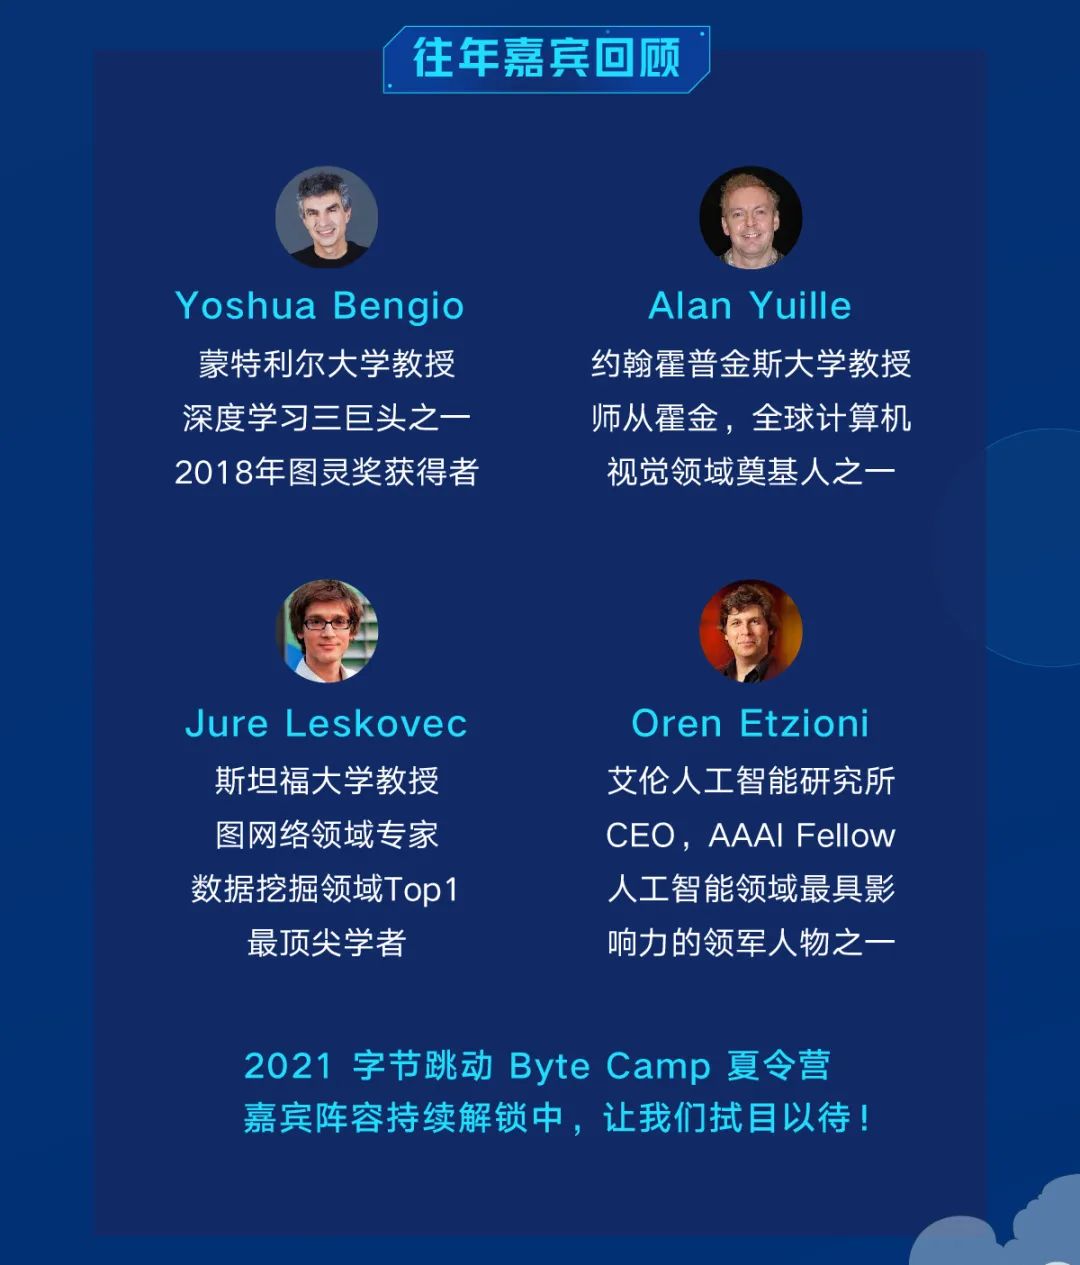 往年嘉宾回顾
Yoshua Bengio
蒙特利尔大学教授
深度学习三巨头之一
2018年图灵奖获得者
Alan Yuille
约翰霍普金斯大学教授
师从霍金，全球计算机
视觉领域奠基人之一
Jure Leskovec
斯坦福大学教授
图网络领域专家
数据挖掘领域Top1
最顶尖学者
Oren Etzioni
艾伦人工智能研究所
CEO，AAAI Fellow
人工智能领域最具影
响力的领军人物之一
2021 字节跳动 Byte Camp 夏令营
嘉宾阵容持续解锁中，让我们拭目以待！